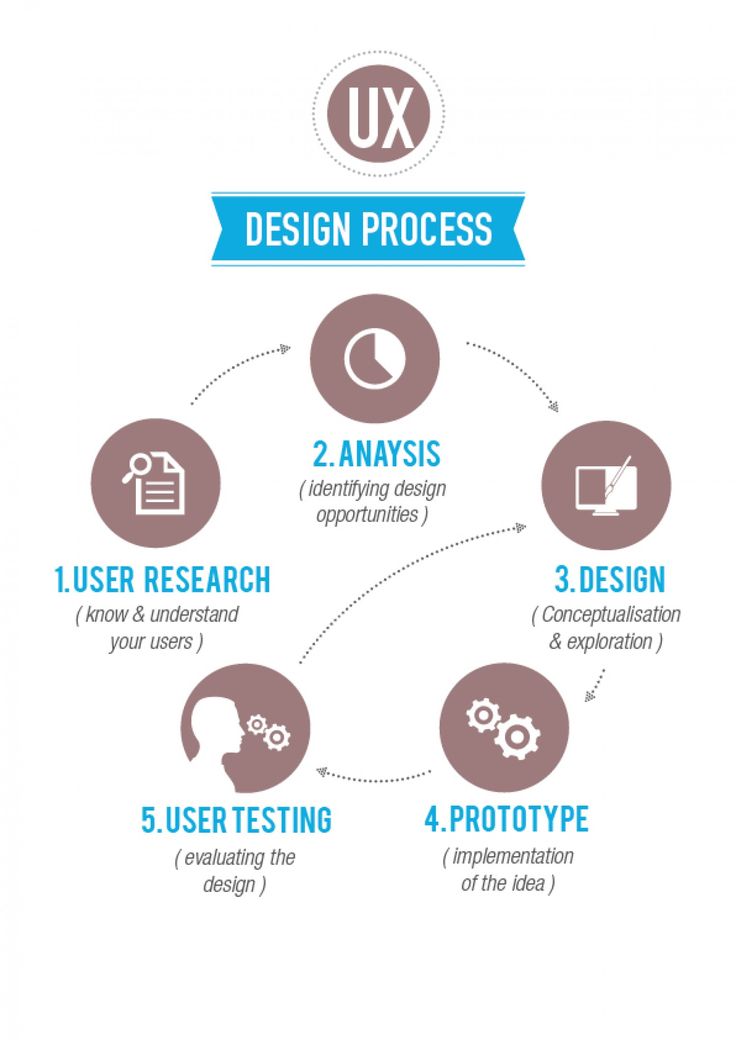 UX
DESIGN PROCESS
1. USER RESEARCH
( know & understand
your users )
2. ANAYSIS
( identifying design
opportunities )
3. DESIGN
( Conceptualisation
& exploration )
4. PROTOTYPE
( implementation
of the idea )
5. USER TESTING
( evaluating the
design )